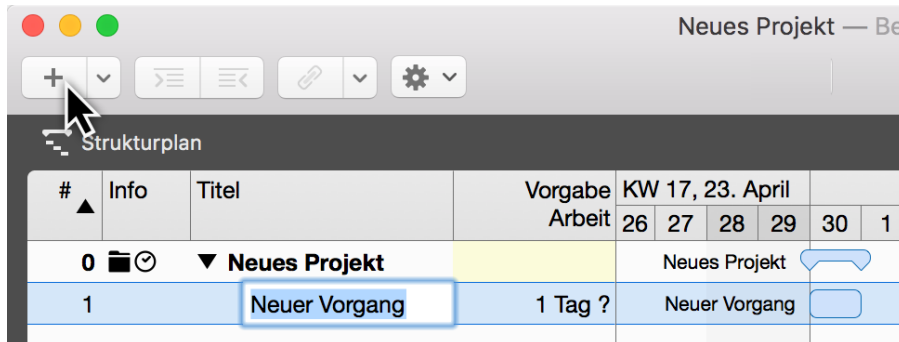 Neues Projekt — Be
Strukturplan
# Info Titel Vorgabe Arbeit KW 17, 23. April
26 27 28 29 30 1
0 Neues Projekt Neues Projekt
1 Neuer Vorgang 1 Tag ? Neuer Vorgang